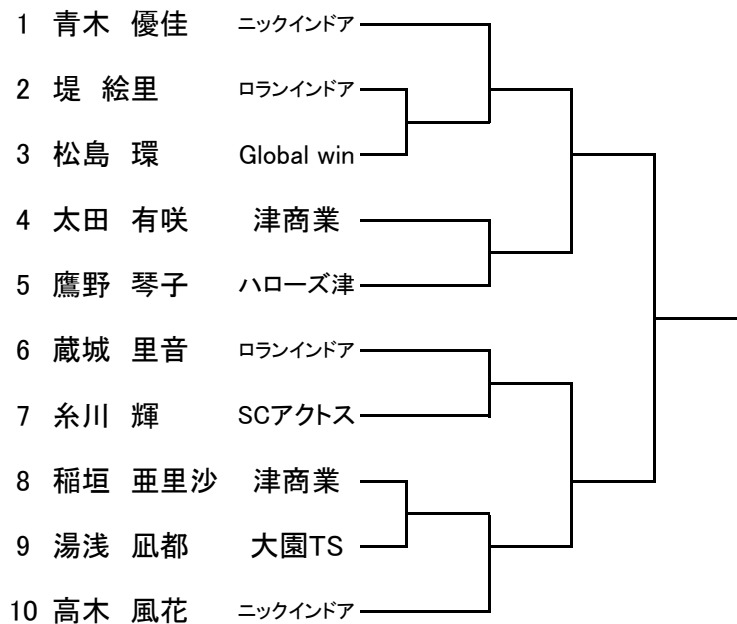 1 青木 優佳 ニックインドア
2 堤 絵里 ロランインドア
3 松島 環 Global win
4 太田 有咲 津商業
5 鷹野 琴子 ハローズ津
6 蔵城 里音 ロランインドア
7 糸川 輝 SCアクトス
8 稲垣 亜里沙 津商業
9 湯浅 凪都 大園TS
10 高木 風花 ニックインドア